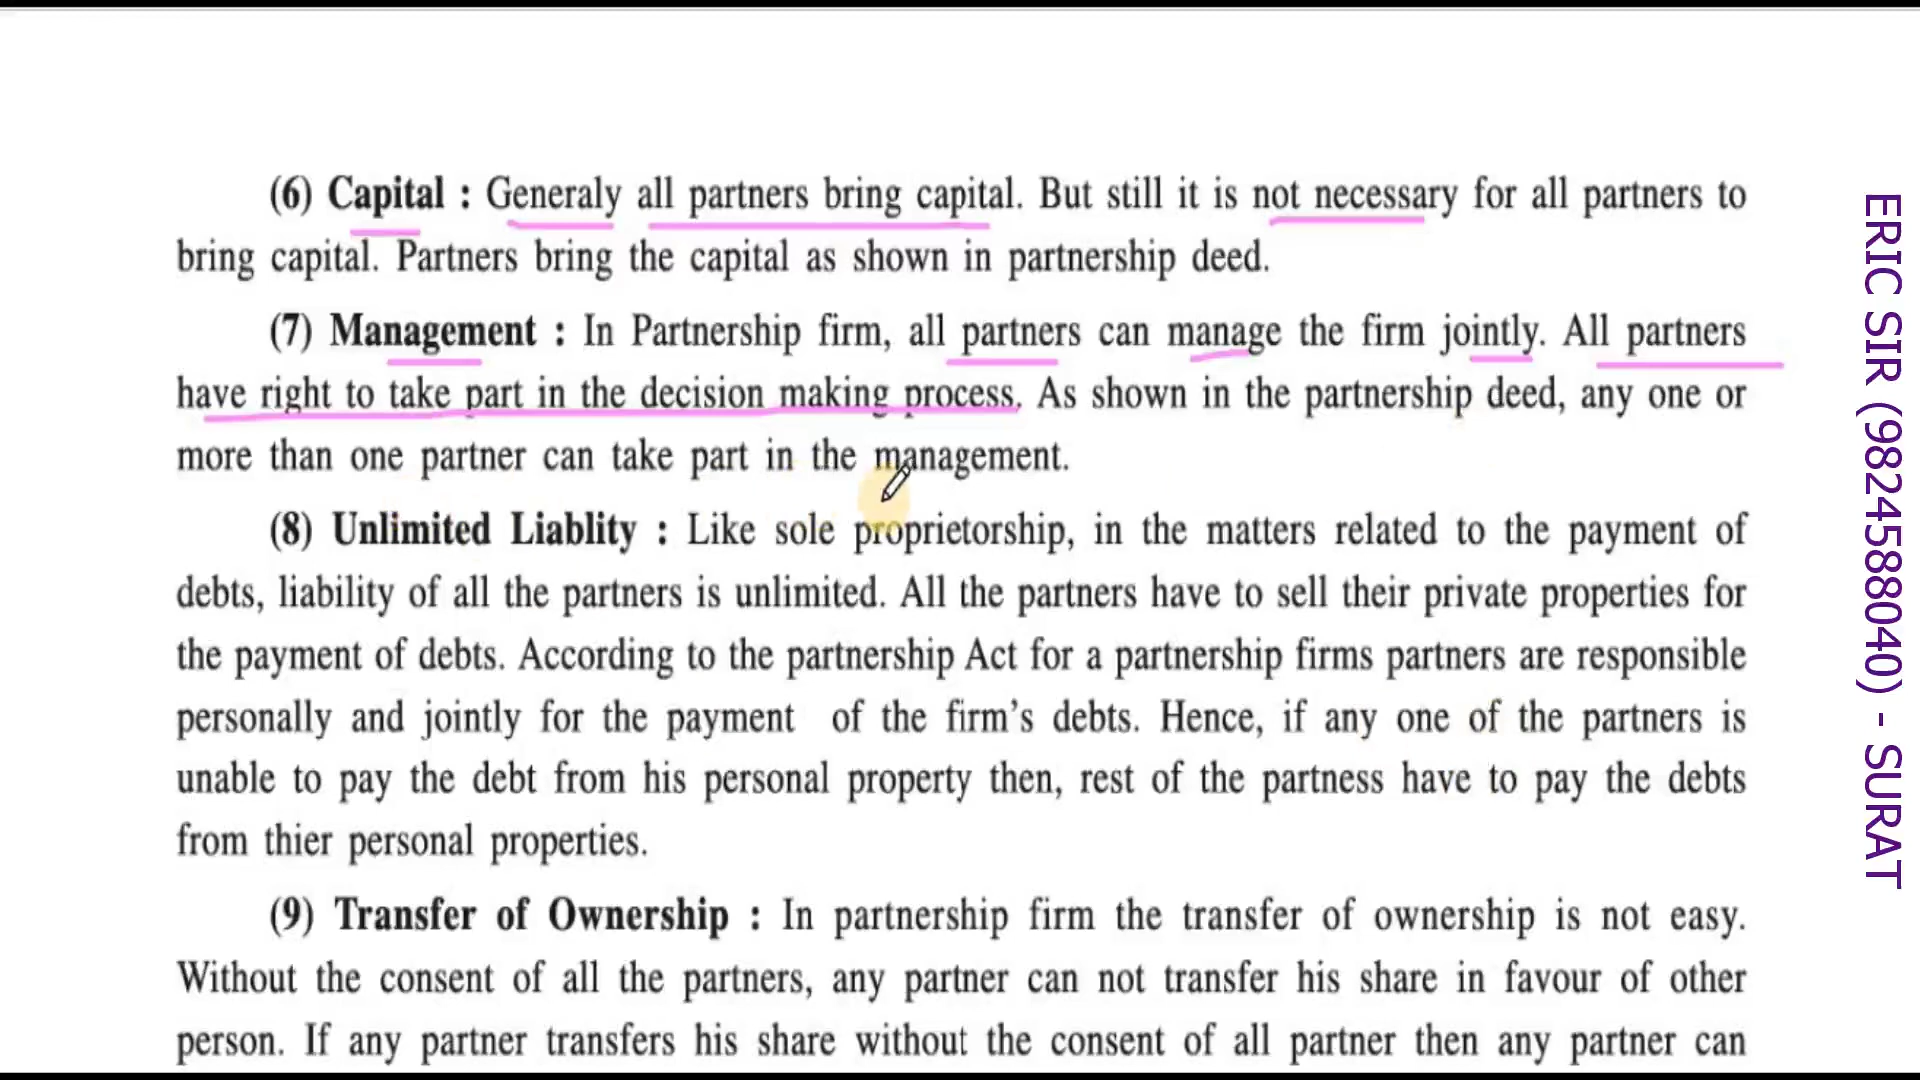 (6) Capital : Generaly all partners bring capital. But still it is not necessary for all partners to
bring capital. Partners bring the capital as shown in partnership deed.
(7) Management : In Partnership firm, all partners can manage the firm jointly. All partners
have right to take part in the decision making process. As shown in the partnership deed, any one or
more than one partner can take part in the management.
(8) Unlimited Liablity : Like sole proprietorship, in the matters related to the payment of
debts, liability of all the partners is unlimited. All the partners have to sell their private properties for
the payment of debts. According to the partnership Act for a partnership firms partners are responsible
personally and jointly for the payment of the firm's debts. Hence, if any one of the partners is
unable to pay the debt from his personal property then, rest of the partness have to pay the debts
from thier personal properties.
(9) Transfer of Ownership : In partnership firm the transfer of ownership is not easy.
Without the consent of all the partners, any partner can not transfer his share in favour of other
person. If any partner transfers his share without the consent of all partner then any partner can
ERIC SIR (9824588040) - SURAT